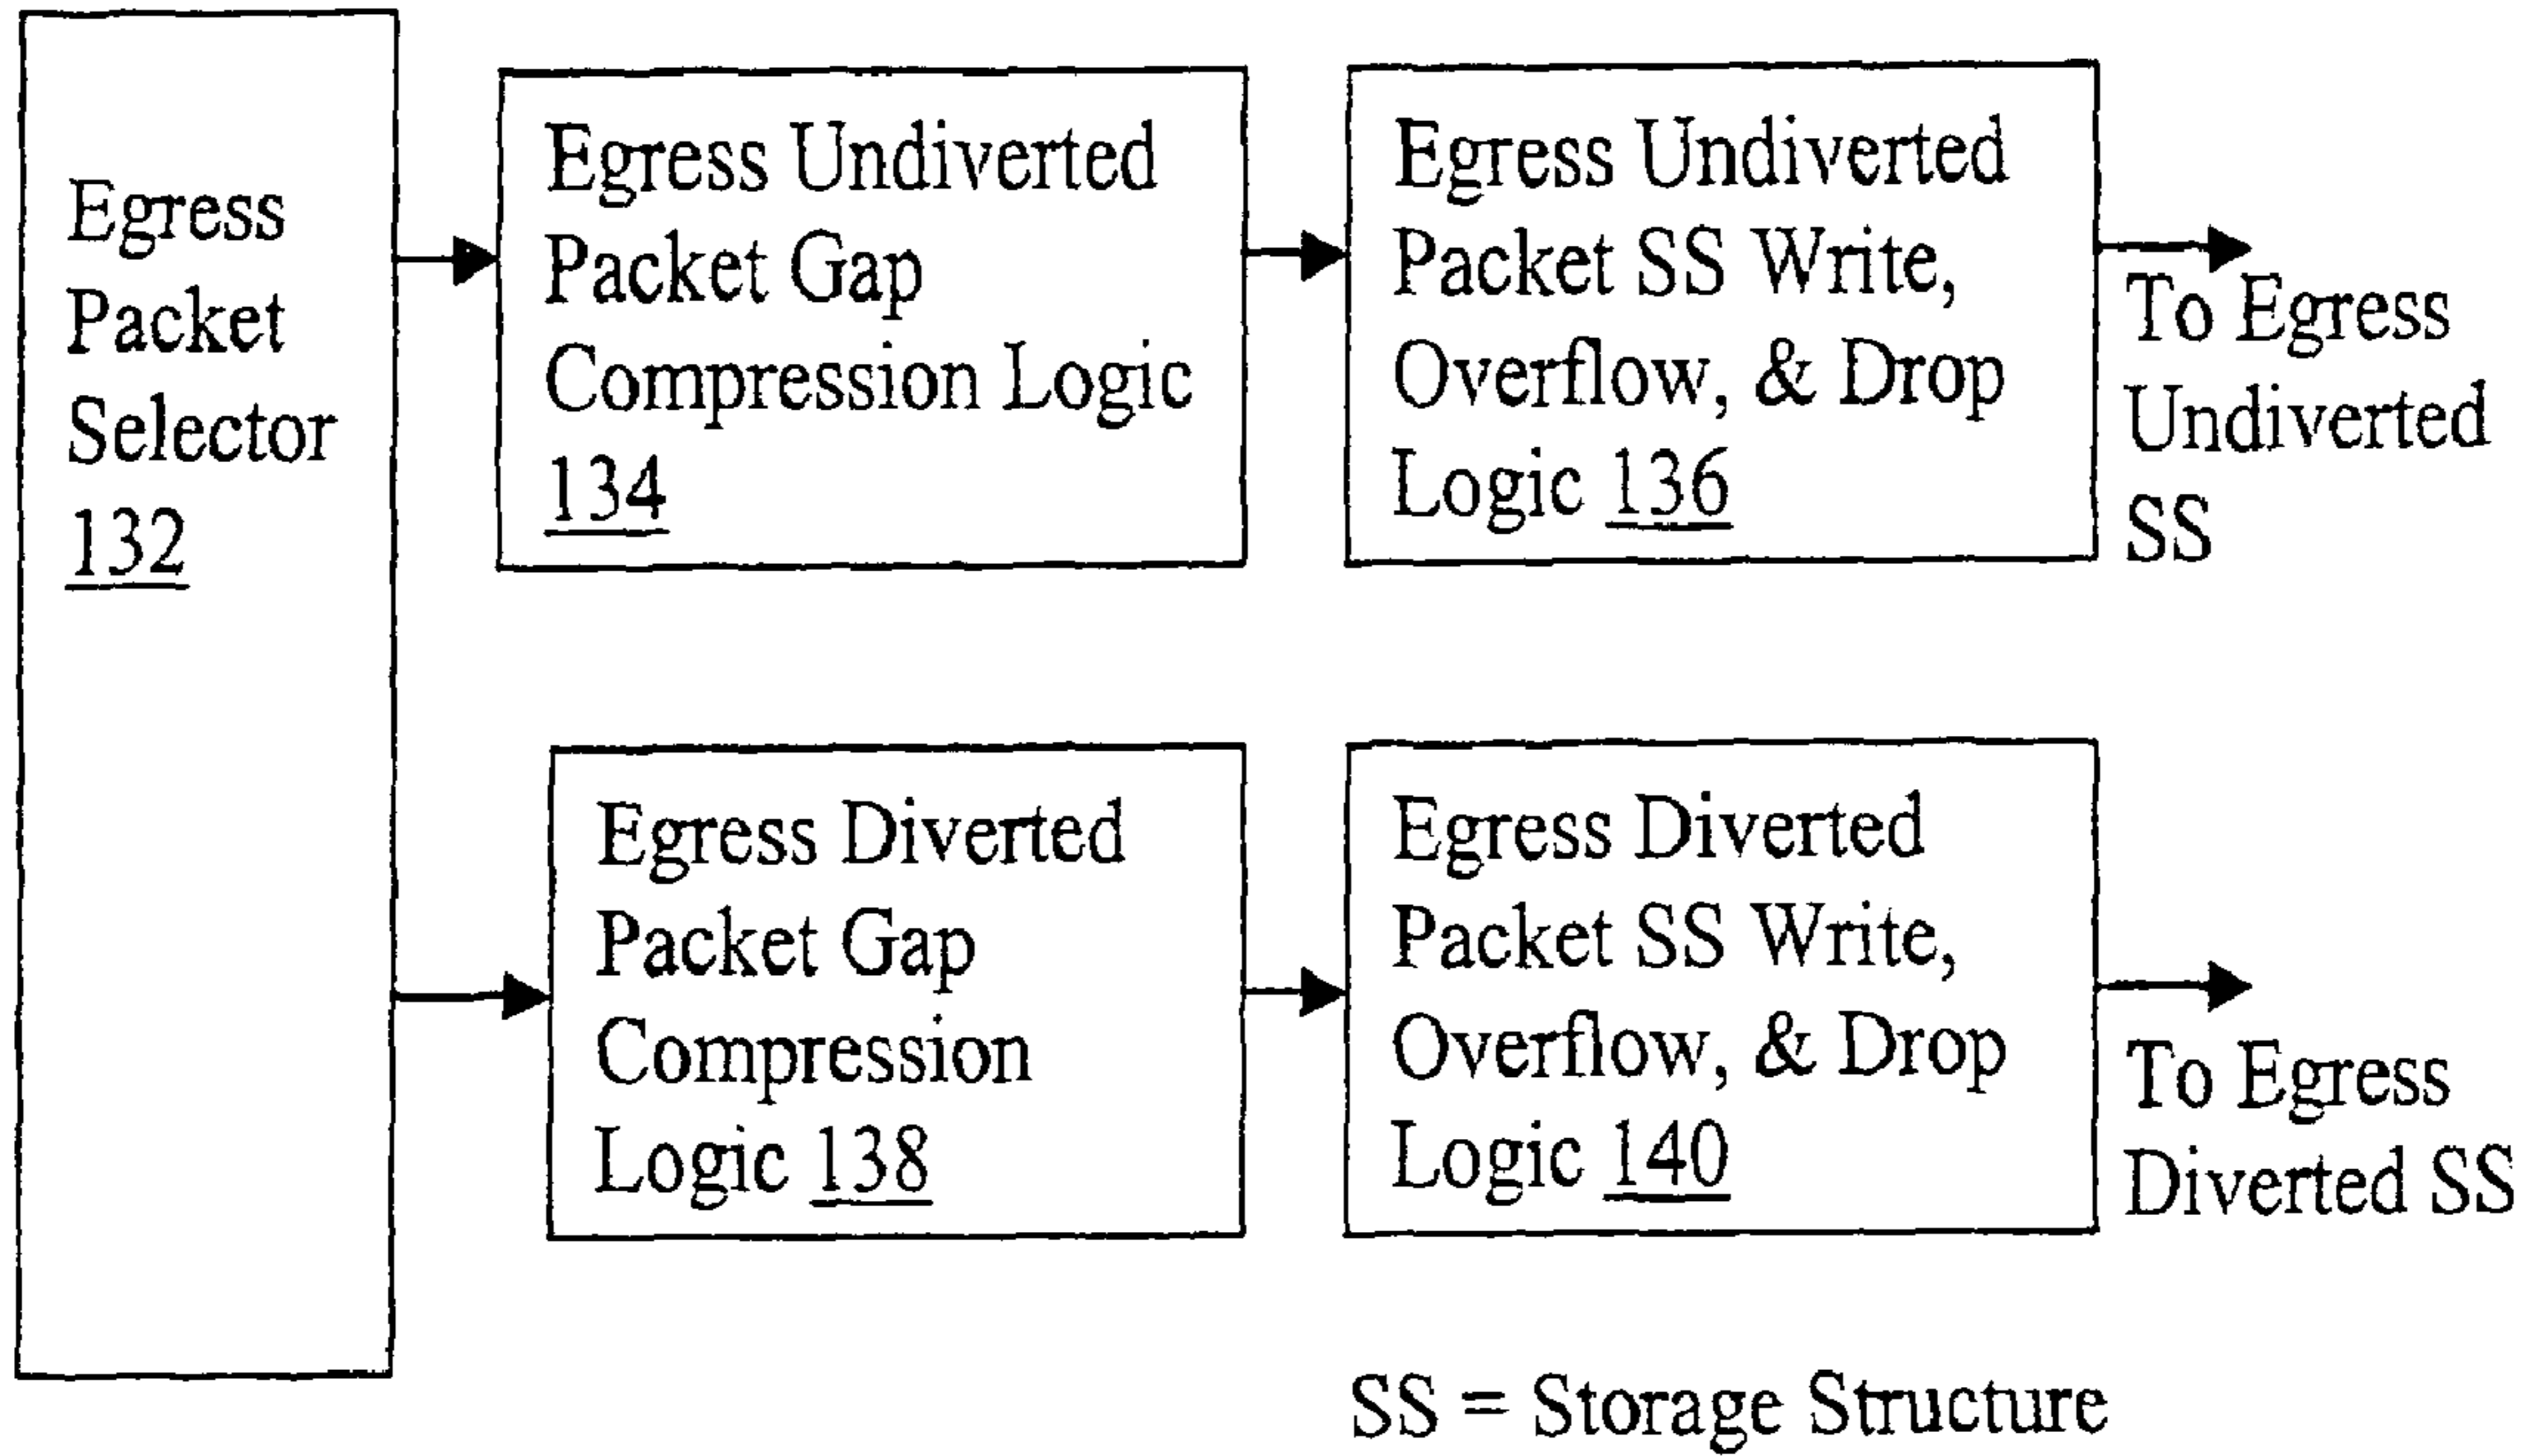 Egress
Packet
Selector
132
Egress Undiverted
Packet Gap
Compression Logic
134
Egress Undiverted
Packet SS Write,
Overflow, & Drop
Logic 136
To Egress
Undiverted
SS
Egress Diverted
Packet Gap
Compression
Logic 138
Egress Diverted
Packet SS Write,
Overflow, & Drop
Logic 140
To Egress
Diverted SS
SS = Storage Structure